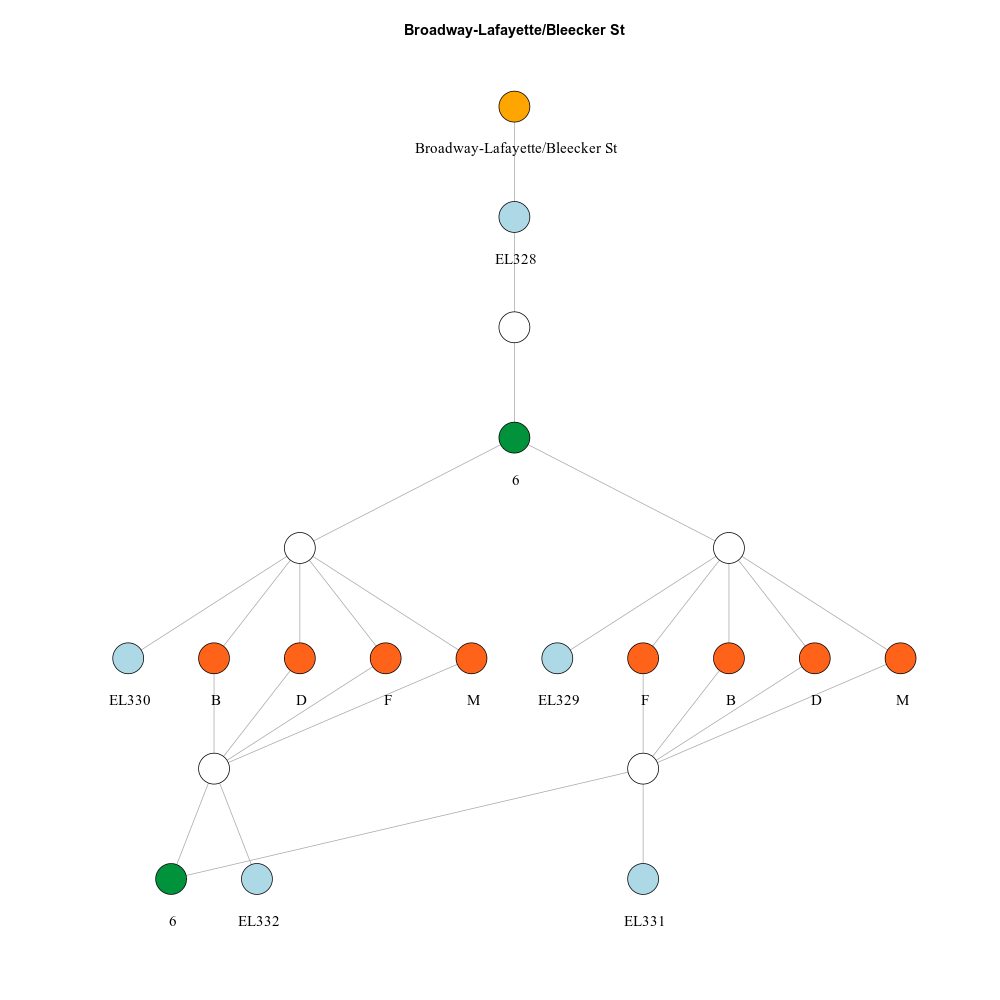 Broadway-Lafayette/Bleecker St
Broadway-Lafayette/Bleecker St
EL328
6
EL330 B D F M EL329 F B D M
6 EL332 EL331